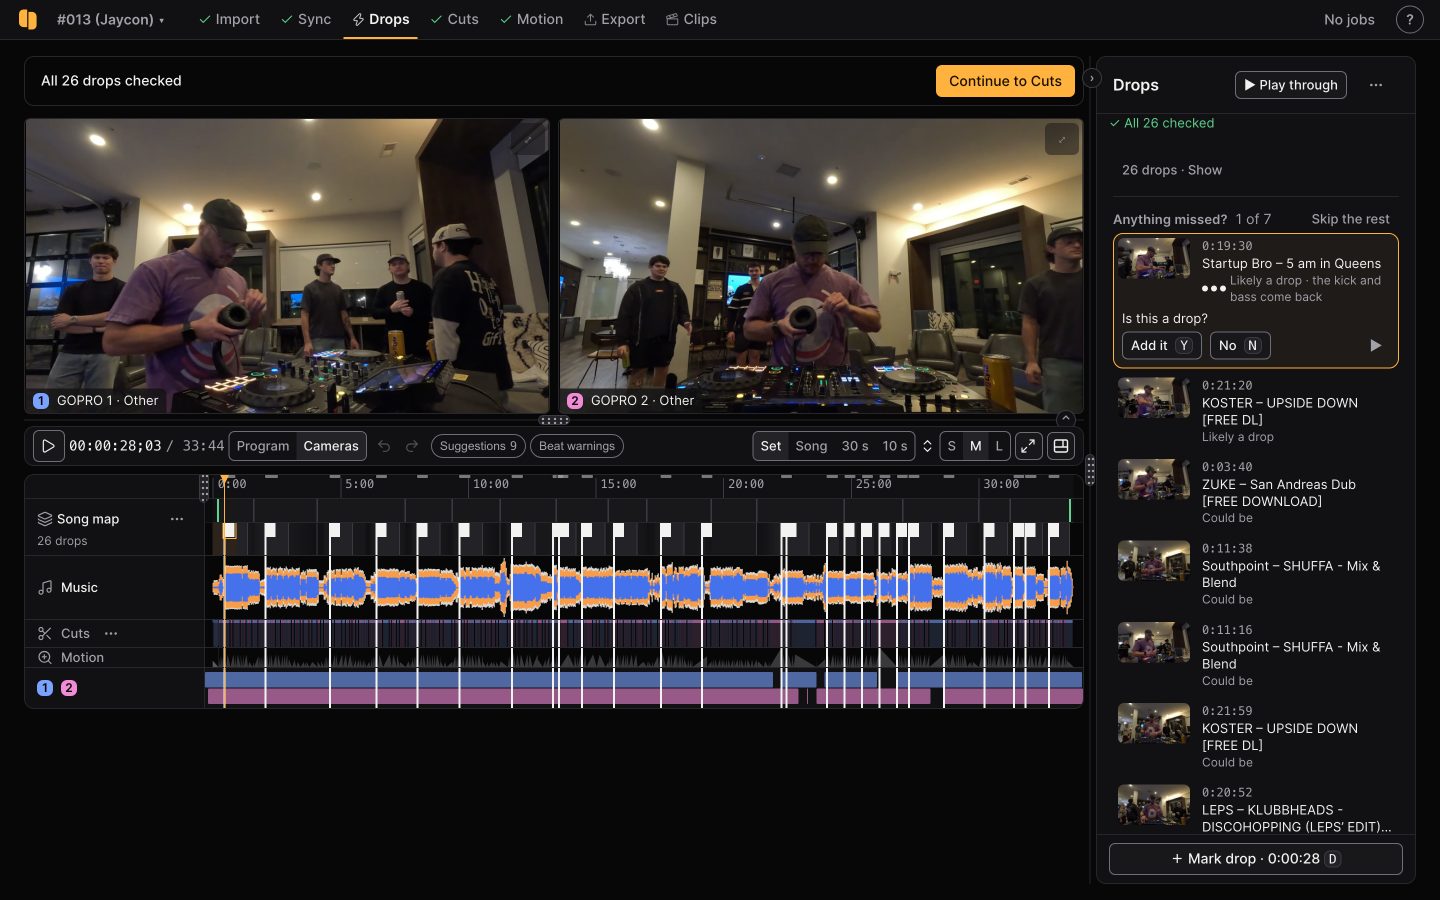 #013 (Jaycon)
Import
Sync
Drops
Cuts
Motion
Export
Clips
No jobs
?
All 26 drops checked
Continue to Cuts
1 GOPRO 1 · Other
2 GOPRO 2 · Other
00:00:28;03 / 33:44
Program
Cameras
Suggestions 9
Beat warnings
Set
Song
30 s
10 s
S
M
L
0:00
5:00
10:00
15:00
20:00
25:00
30:00
Song map
26 drops
Music
Cuts
Motion
1 2
Drops
Play through
All 26 checked
26 drops · Show
Anything missed? 1 of 7
Skip the rest
0:19:30
Startup Bro – 5 am in Queens
Likely a drop · the kick and
bass come back
Is this a drop?
Add it Y
No N
0:21:20
KOSTER – UPSIDE DOWN
[FREE DL]
Likely a drop
0:03:40
ZUKE – San Andreas Dub
[FREE DOWNLOAD]
Could be
0:11:38
Southpoint – SHUFFA - Mix &
Blend
Could be
0:11:16
Southpoint – SHUFFA - Mix &
Blend
Could be
0:21:59
KOSTER – UPSIDE DOWN
[FREE DL]
Could be
0:20:52
LEPS – KLUBBHEADS -
DISCOHOPPING (LEPS' EDIT)...
+ Mark drop · 0:00:28 D